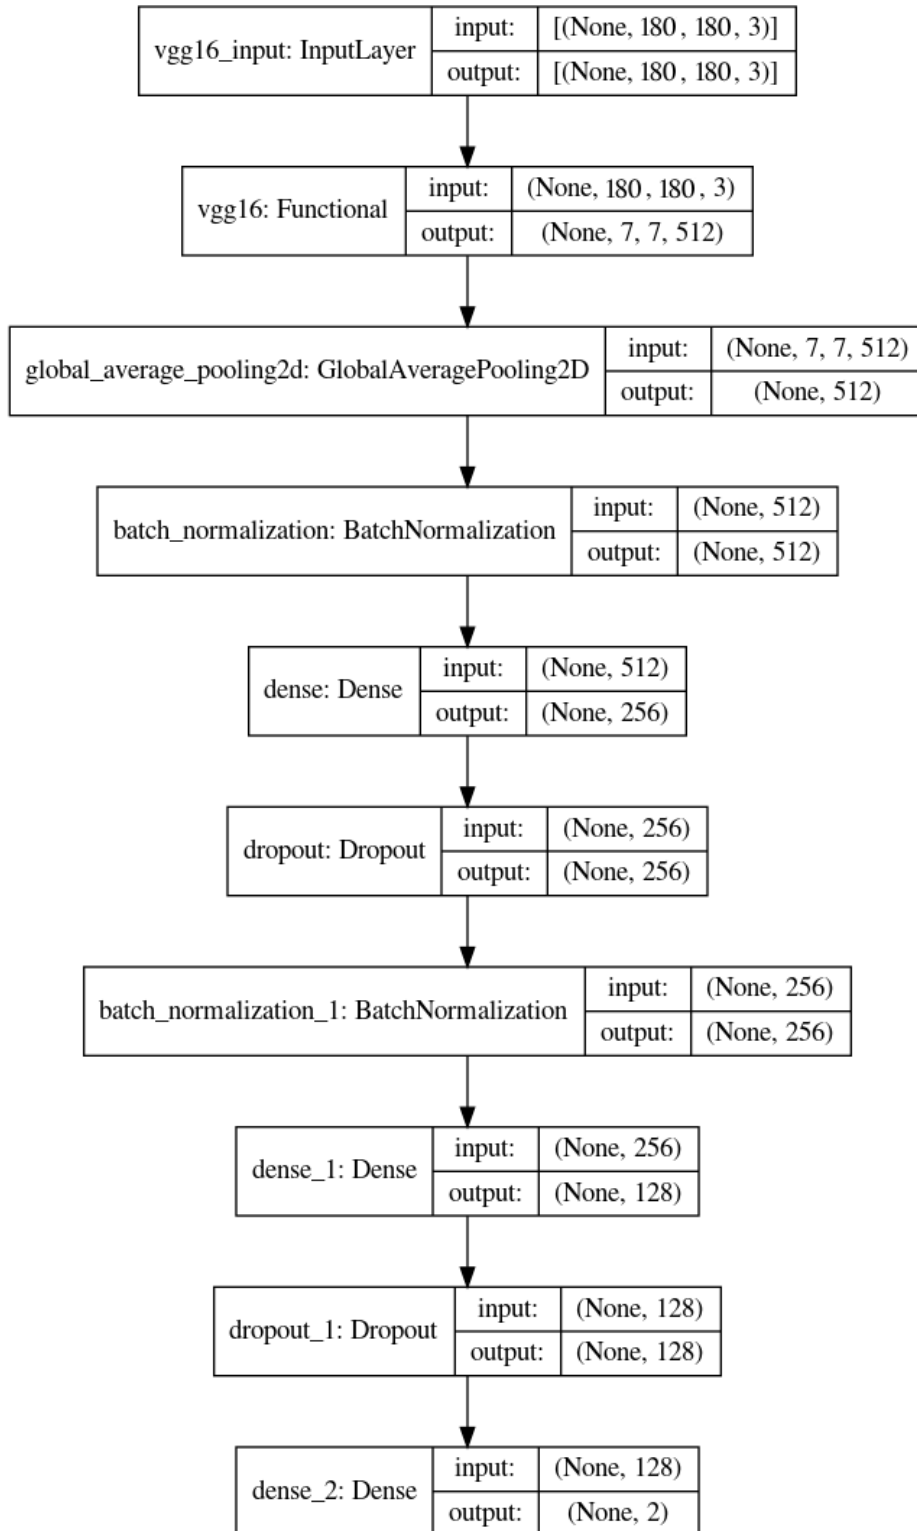 vgg16_input: InputLayer
input: [(None, 180, 180, 3)]
output: [(None, 180, 180, 3)]
vgg16: Functional
input: (None, 180, 180, 3)
output: (None, 7, 7, 512)
global_average_pooling2d: GlobalAveragePooling2D
input: (None, 7, 7, 512)
output: (None, 512)
batch_normalization: BatchNormalization
input: (None, 512)
output: (None, 512)
dense: Dense
input: (None, 512)
output: (None, 256)
dropout: Dropout
input: (None, 256)
output: (None, 256)
batch_normalization_1: BatchNormalization
input: (None, 256)
output: (None, 256)
dense_1: Dense
input: (None, 256)
output: (None, 128)
dropout_1: Dropout
input: (None, 128)
output: (None, 128)
dense_2: Dense
input: (None, 128)
output: (None, 2)